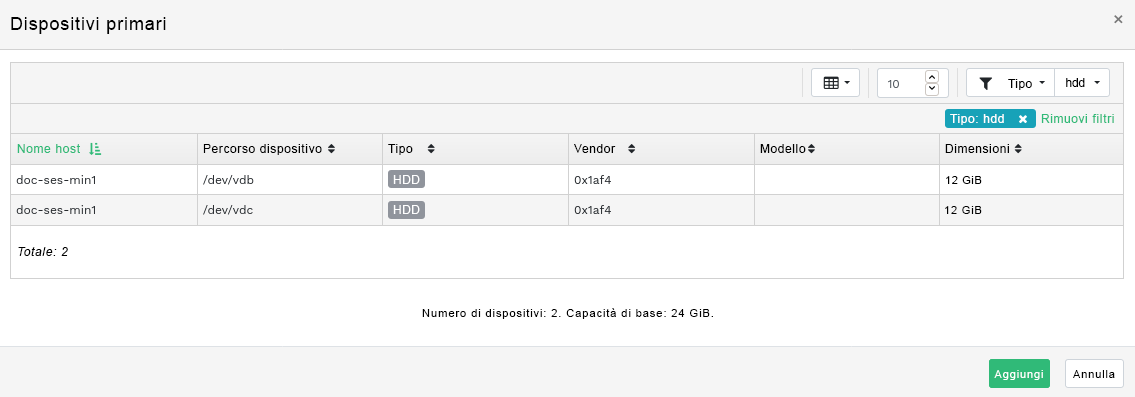 Dispositivi primari ×
10 Tipo hdd
Tipo: hdd × Rimuovi filtri
Nome host Percorso dispositivo Tipo Vendor Modello Dimensioni
doc-ses-min1 /dev/vdb HDD 0x1af4 12 GiB
doc-ses-min1 /dev/vdc HDD 0x1af4 12 GiB
Totale: 2
Numero di dispositivi: 2. Capacità di base: 24 GiB.
Aggiungi Annulla